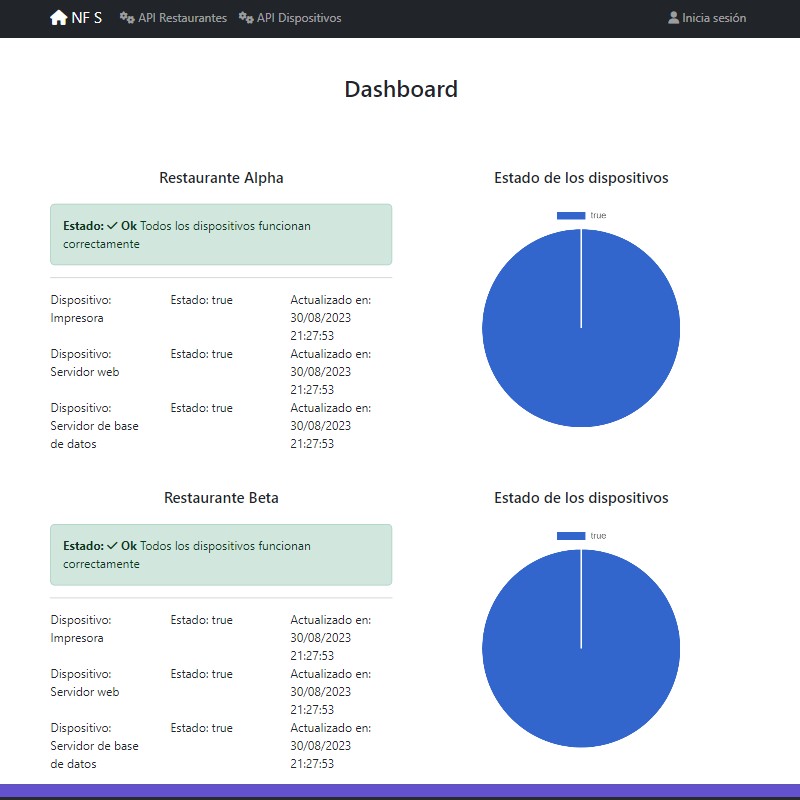 NF S API Restaurantes API Dispositivos Inicia sesión
Dashboard
Restaurante Alpha
Estado: Ok Todos los dispositivos funcionan
correctamente
Dispositivo: Estado: true Actualizado en:
Impresora 30/08/2023
21:27:53
Dispositivo: Estado: true Actualizado en:
Servidor web 30/08/2023
21:27:53
Dispositivo: Estado: true Actualizado en:
Servidor de base 30/08/2023
de datos 21:27:53
Estado de los dispositivos
true
Restaurante Beta
Estado: Ok Todos los dispositivos funcionan
correctamente
Dispositivo: Estado: true Actualizado en:
Impresora 30/08/2023
21:27:53
Dispositivo: Estado: true Actualizado en:
Servidor web 30/08/2023
21:27:53
Dispositivo: Estado: true Actualizado en:
Servidor de base 30/08/2023
de datos 21:27:53
Estado de los dispositivos
true